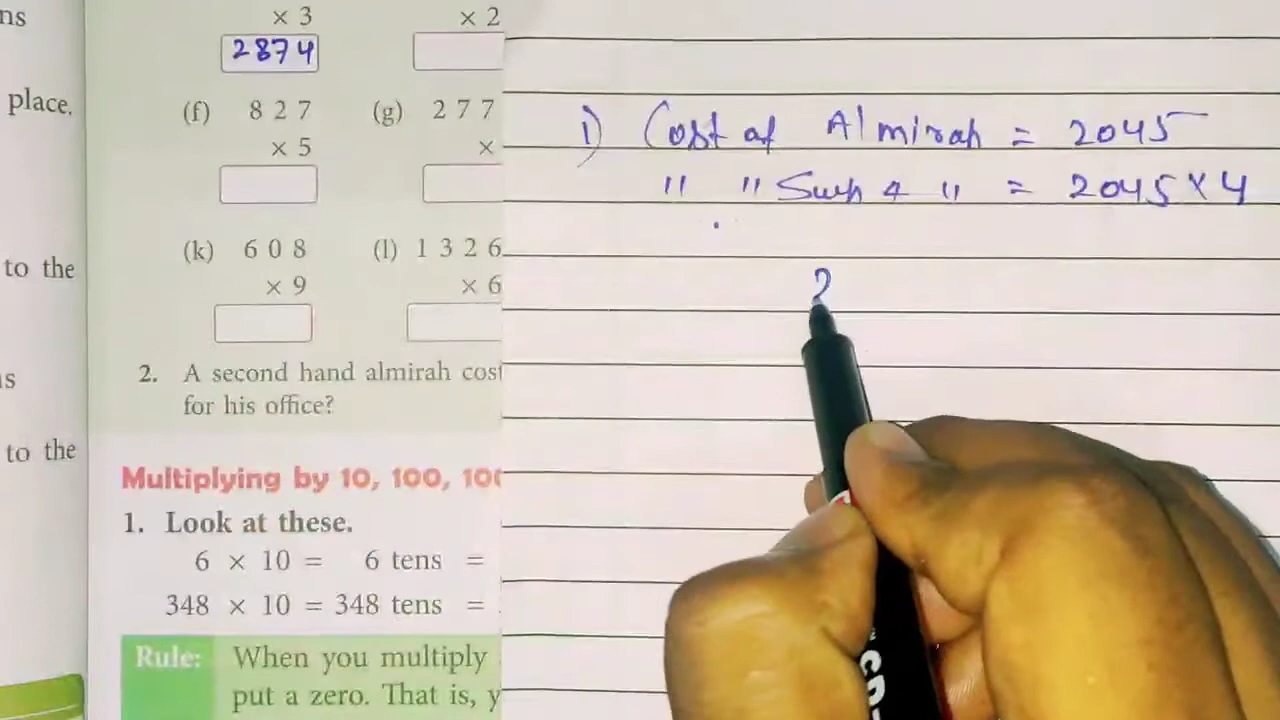 ns
place.
to the
s
to the
× 3
2874
× 2
(f) 8 2 7
× 5
(g) 2 7 7
×
(k) 6 0 8
× 9
(l) 1 3 2 6
× 6
2. A second hand almirah cost
for his office?
Multiplying by 10, 100, 100
1. Look at these.
6 × 10 = 6 tens =
348 × 10 = 348 tens =
Rule: When you multiply
put a zero. That is, y
1) Cost of Almirah = 2045
" " Such 4 " = 2045 × 4
2